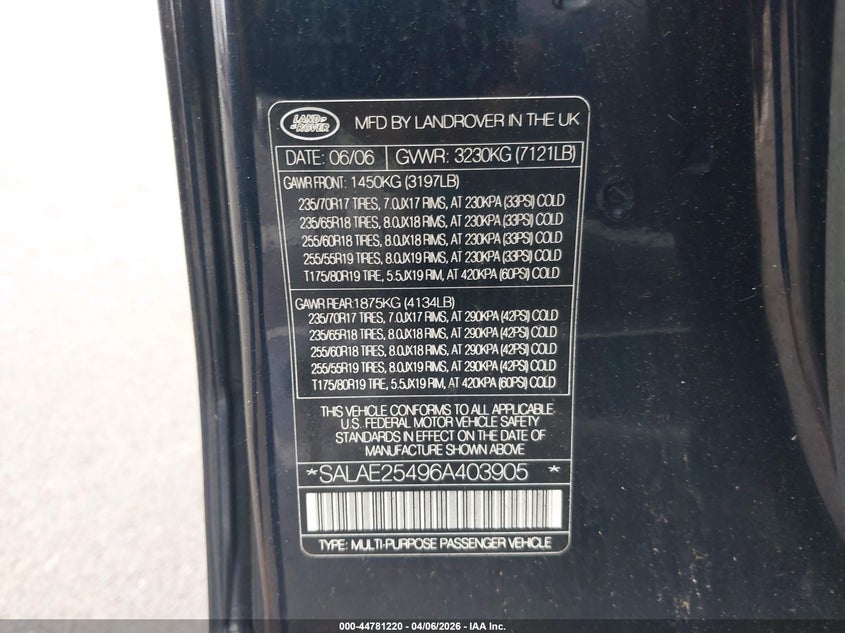 LAND ROVER
MFD BY LANDROVER IN THE UK
DATE: 06/06 GVWR: 3230KG (7121LB)
GAWR FRONT: 1450KG (3197LB)
235/70R17 TIRES, 7.0JX17 RIMS, AT 230KPA (33PSI) COLD
235/65R18 TIRES, 8.0JX18 RIMS, AT 230KPA (33PSI) COLD
255/60R18 TIRES, 8.0JX18 RIMS, AT 230KPA (33PSI) COLD
255/55R19 TIRES, 8.0JX19 RIMS, AT 230KPA (33PSI) COLD
T175/80R19 TIRE, 5.5JX19 RIM, AT 420KPA (60PSI) COLD
GAWR REAR: 1875KG (4134LB)
235/70R17 TIRES, 7.0JX17 RIMS, AT 290KPA (42PSI) COLD
235/65R18 TIRES, 8.0JX18 RIMS, AT 290KPA (42PSI) COLD
255/60R18 TIRES, 8.0JX18 RIMS, AT 290KPA (42PSI) COLD
255/55R19 TIRES, 8.0JX19 RIMS, AT 290KPA (42PSI) COLD
T175/80R19 TIRE, 5.5JX19 RIM, AT 420KPA (60PSI) COLD
THIS VEHICLE CONFORMS TO ALL APPLICABLE
U.S. FEDERAL MOTOR VEHICLE SAFETY
STANDARDS IN EFFECT ON THE DATE OF
MANUFACTURE SHOWN ABOVE
*SALAE25496A403905 *
TYPE: MULTI-PURPOSE PASSENGER VEHICLE
000-44781220 - 04/06/2026 - IAA Inc.